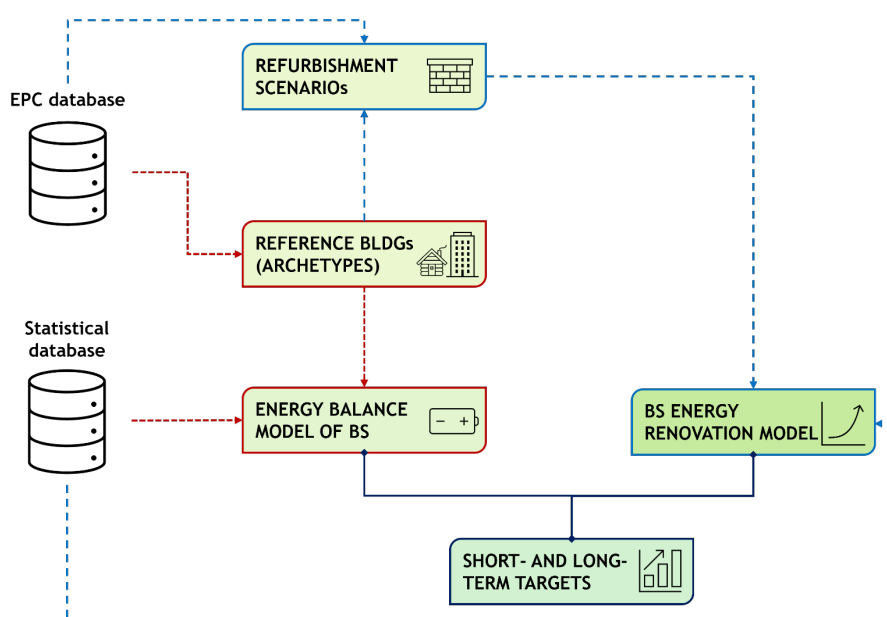 REFURBISHMENT
SCENARIOs
EPC database
REFERENCE BLDGs
(ARCHETYPES)
Statistical
database
ENERGY BALANCE
MODEL OF BS
BS ENERGY
RENOVATION MODEL
SHORT- AND LONG-
TERM TARGETS